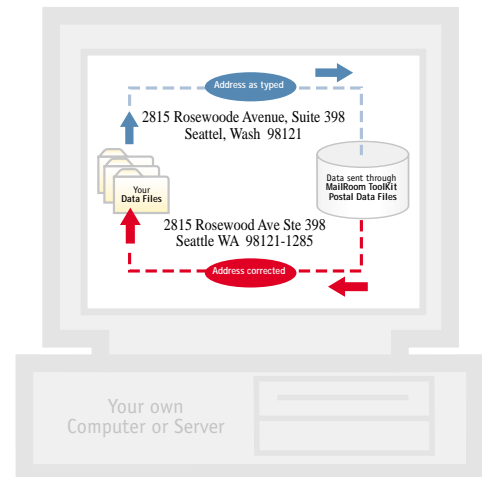 Address as typed
2815 Rosewoode Avenue, Suite 398
Seattel, Wash 98121
Your
Data Files
Data sent through
MailRoom ToolKit
Postal Data Files
2815 Rosewood Ave Ste 398
Seattle WA 98121-1285
Address corrected
Your own
Computer or Server